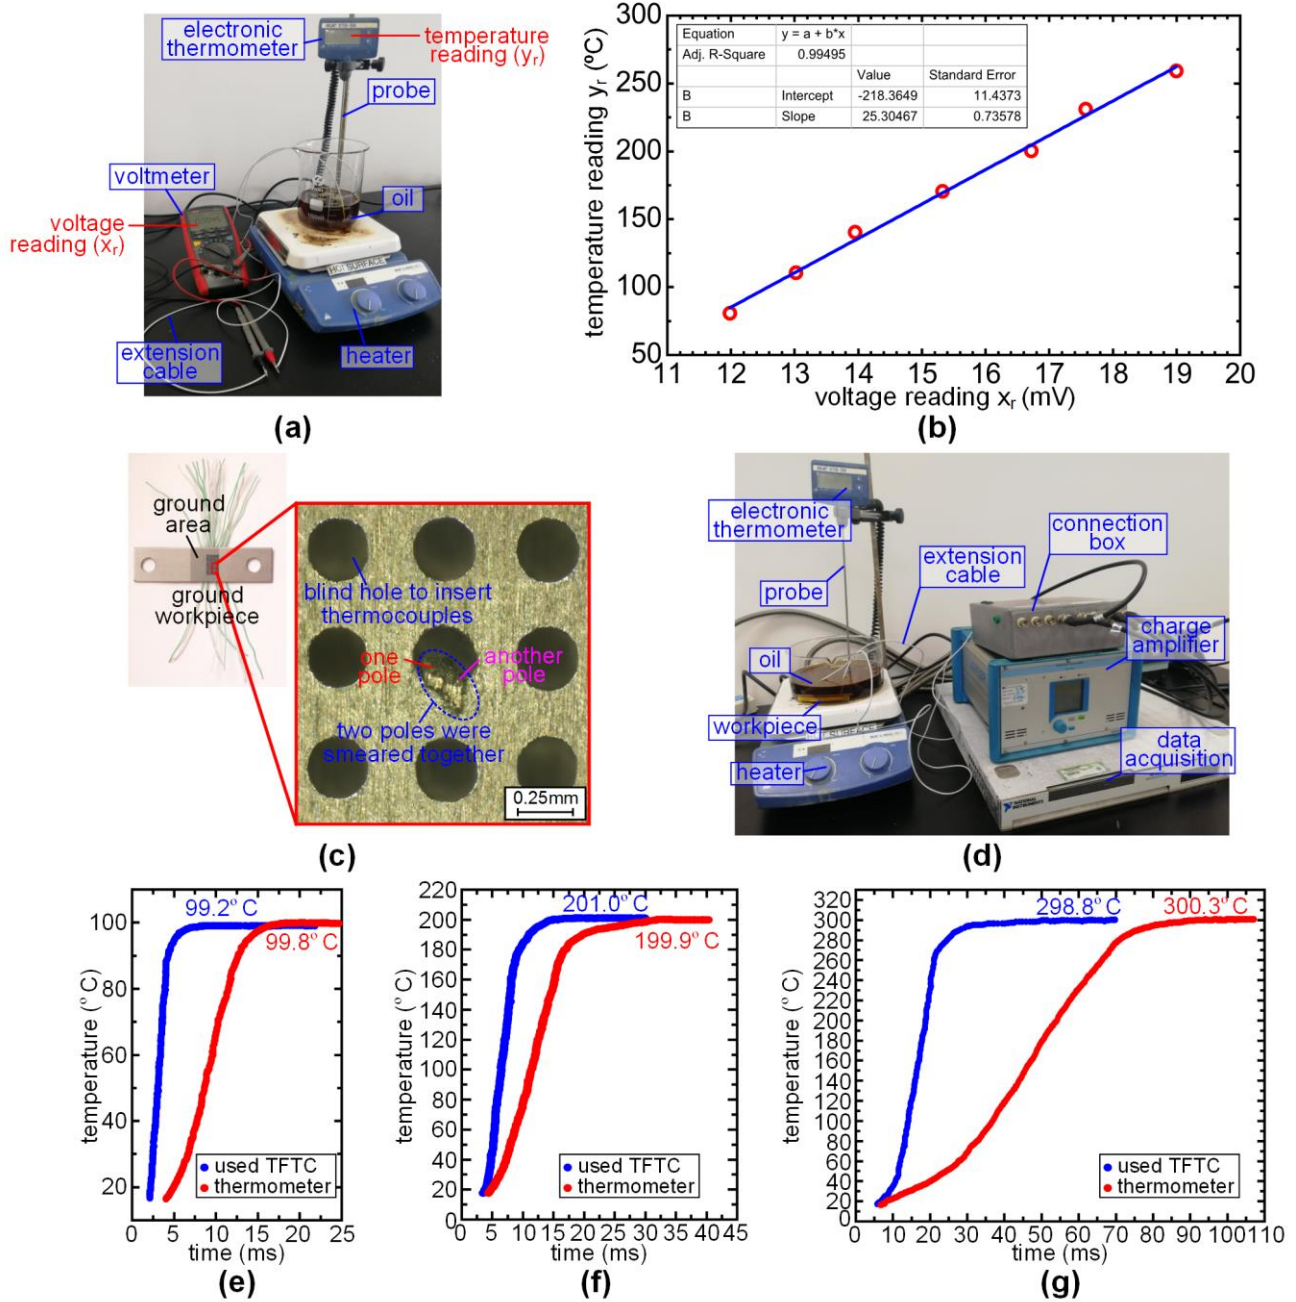 electronic
thermometer
temperature
reading (yr)
probe
voltmeter
oil
voltage
reading (xr)
HOT SURFACE
extension
cable
heater
(a)
300
250
200
150
100
50
temperature reading yr (ºC)
Equation y = a + b*x
Adj. R-Square 0.99495
Value Standard Error
B Intercept -218.3649 11.4373
B Slope 25.30467 0.73578
11 12 13 14 15 16 17 18 19 20
voltage reading xr (mV)
(b)
ground
area
ground
workpiece
blind hole to insert
thermocouples
one
pole
another
pole
two poles were
smeared together
0.25mm
(c)
electronic
thermometer
extension
cable
connection
box
probe
charge
amplifier
oil
workpiece
data
acquisition
heater
NATIONAL
INSTRUMENTS
(d)
99.2° C
99.8° C
100
80
60
40
20
temperature (° C)
used TFTC
thermometer
0 5 10 15 20 25
time (ms)
(e)
220
200
180
160
140
120
100
80
60
40
20
0
temperature (° C)
201.0° C
199.9° C
used TFTC
thermometer
0 5 10 15 20 25 30 35 40 45
time (ms)
(f)
320
300
280
260
240
220
200
180
160
140
120
100
80
60
40
20
0
temperature (° C)
298.8° C
300.3° C
used TFTC
thermometer
0 10 20 30 40 50 60 70 80 90 100 110
time (ms)
(g)